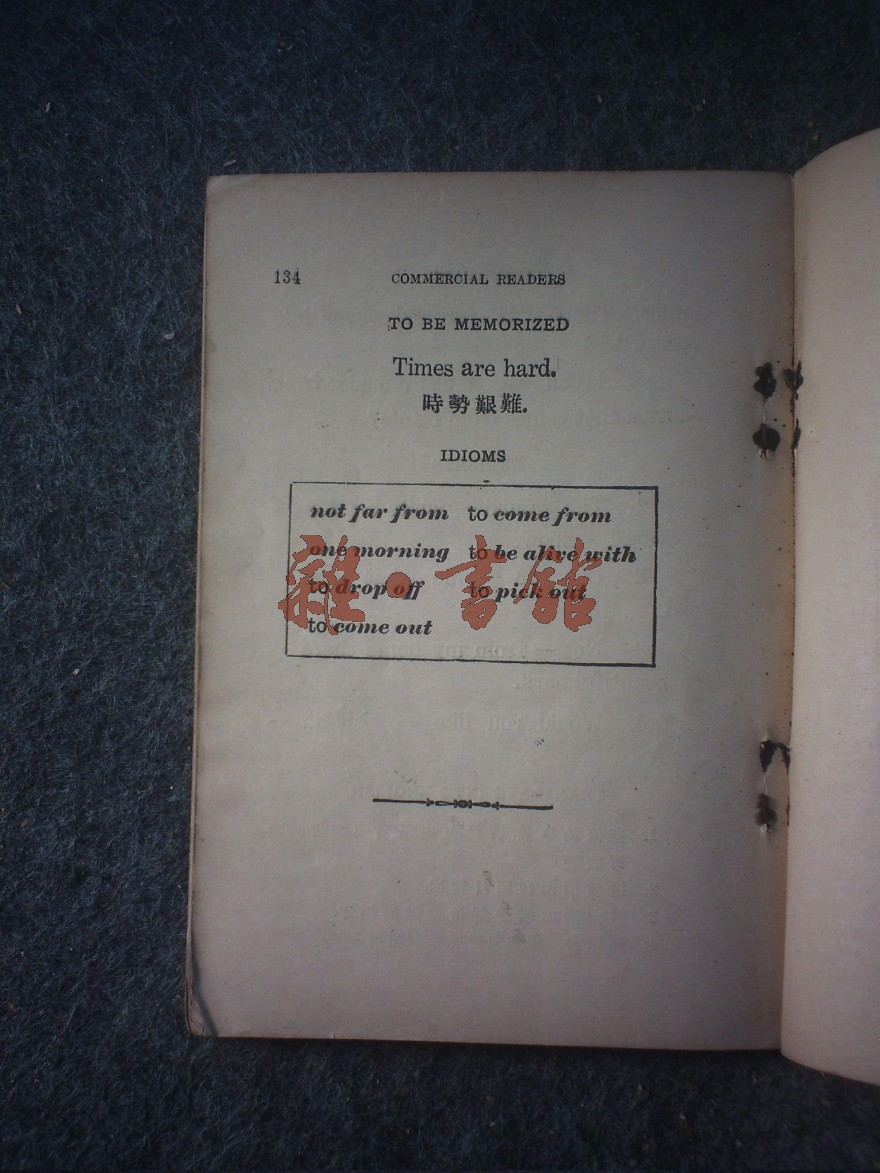 134 COMMERCIAL READERS
TO BE MEMORIZED
Times are hard.
時勢艱難.
IDIOMS
not far from to come from
one morning to be alive with
to drop off to pick out
to come out
雜·書館